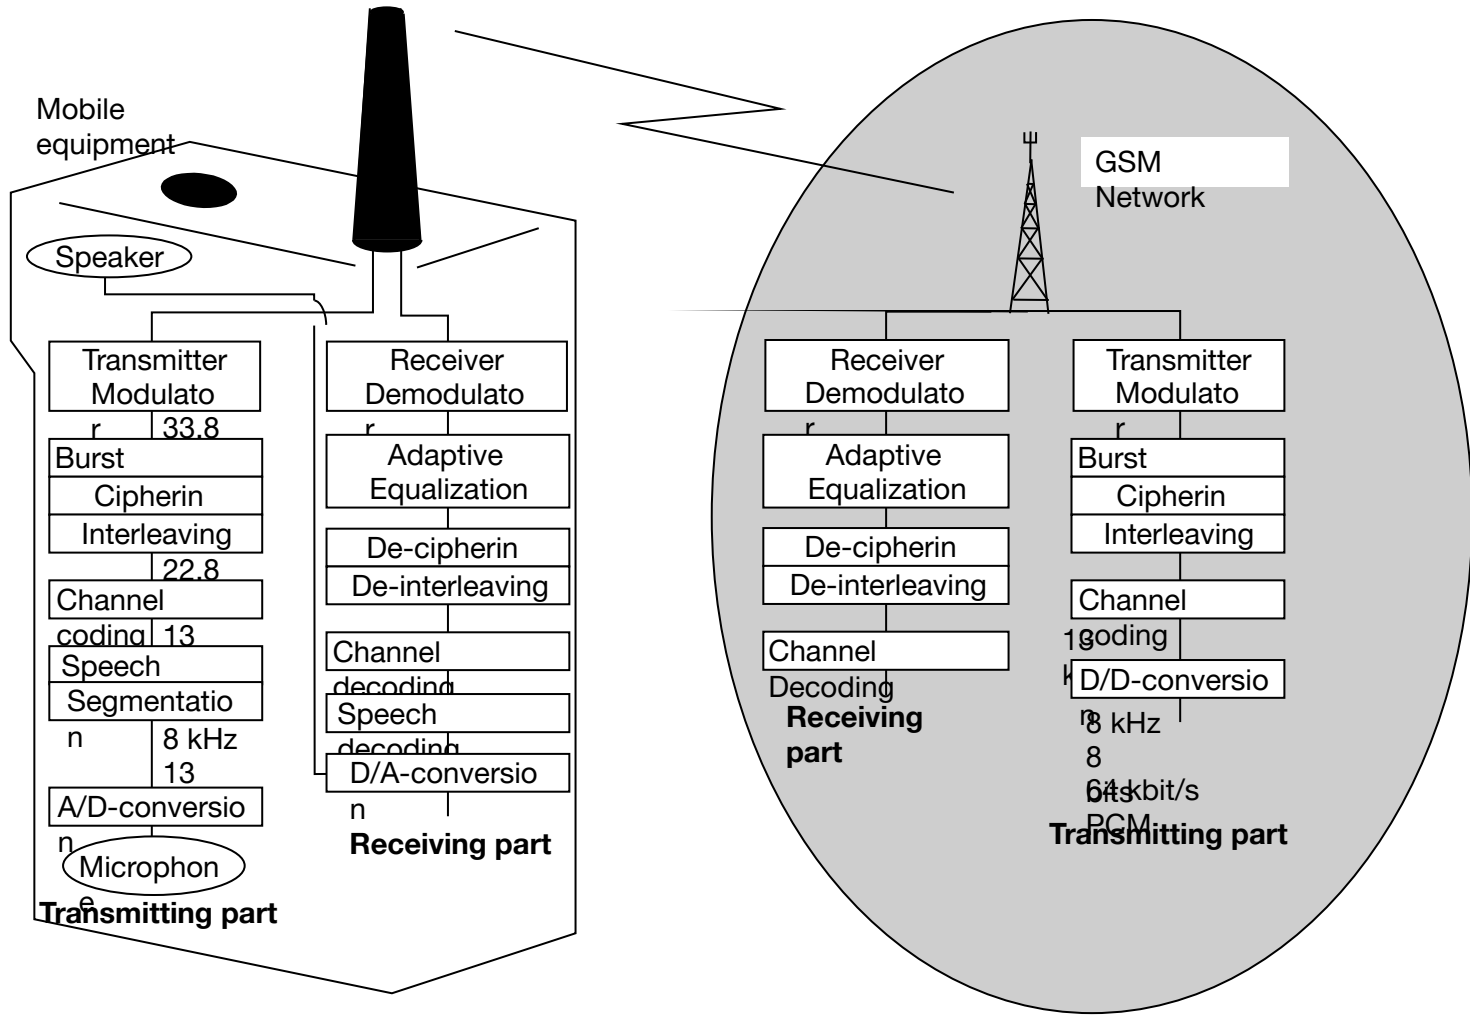 Mobile
equipment
GSM
Network
Speaker
Transmitter
Modulato
r
33.8
Burst
Cipherin
Interleaving
22.8
Channel
coding
13
Speech
Segmentatio
n
8 kHz
13
A/D-conversio
n
Microphon
e
Transmitting part
Receiver
Demodulato
r
Adaptive
Equalization
De-cipherin
De-interleaving
Channel
decoding
Speech
decoding
D/A-conversio
n
Receiving part
Receiver
Demodulato
r
Adaptive
Equalization
De-cipherin
De-interleaving
Channel
Decoding
Receiving
part
Transmitter
Modulato
r
Burst
Cipherin
Interleaving
Channel
coding
13
k
D/D-conversio
n
8 kHz
8
bits
64 kbit/s
PCM
Transmitting part